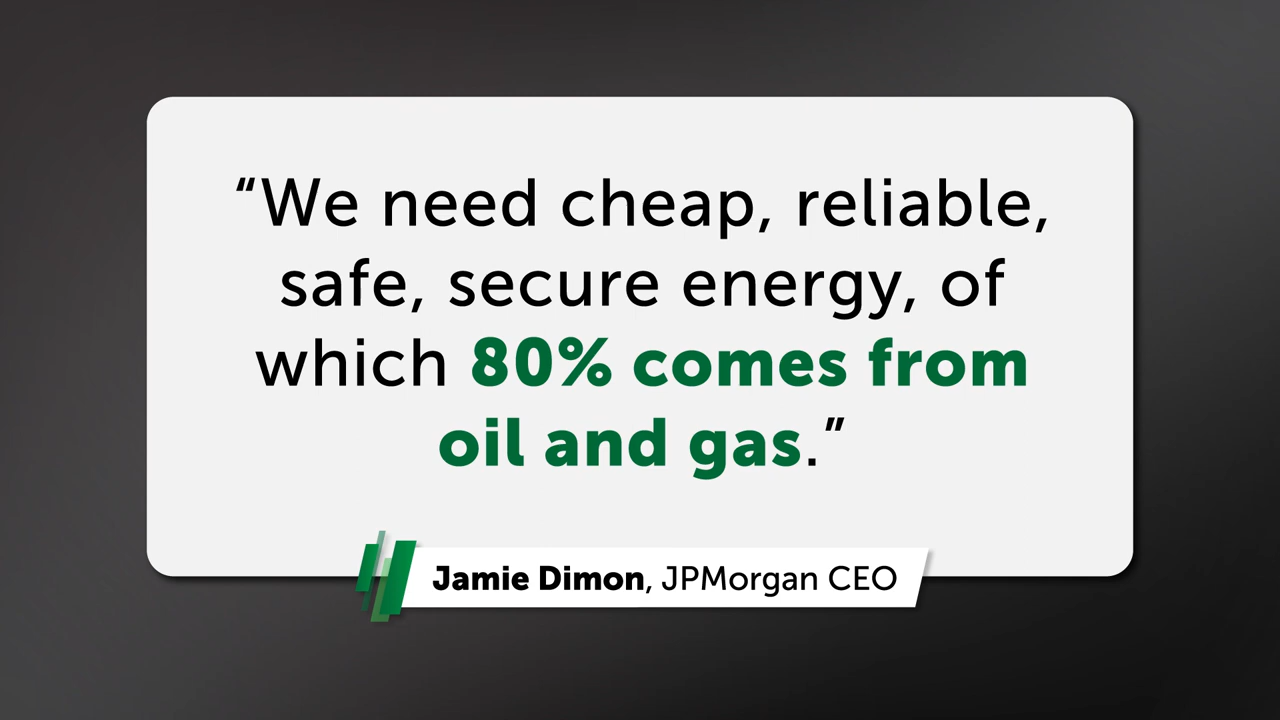 “We need cheap, reliable,
safe, secure energy, of
which 80% comes from
oil and gas.”
Jamie Dimon, JPMorgan CEO